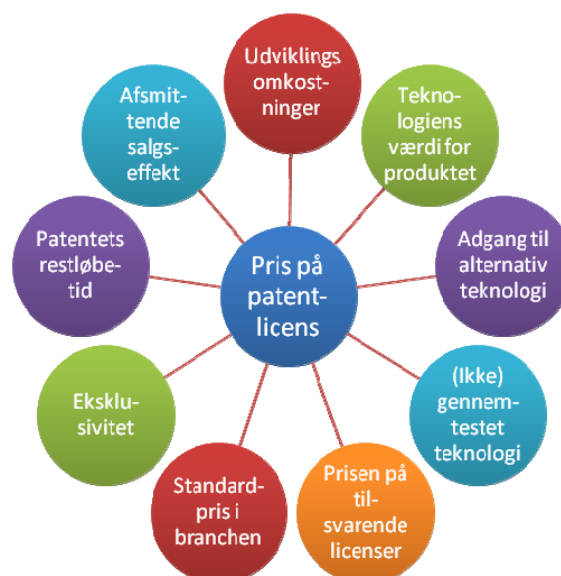 Udviklings
omkost-
ninger
Tekno-
logiens
værdi for
produktet
Adgang til
alternativ
teknologi
(Ikke)
gennem-
testet
teknologi
Prisen på
til-
svarende
licenser
Standard-
pris i
branchen
Eksklu-
sivitet
Patentets
restløbe-
tid
Afsmit-
tende
salgs-
effekt
Pris på
patent-
licens